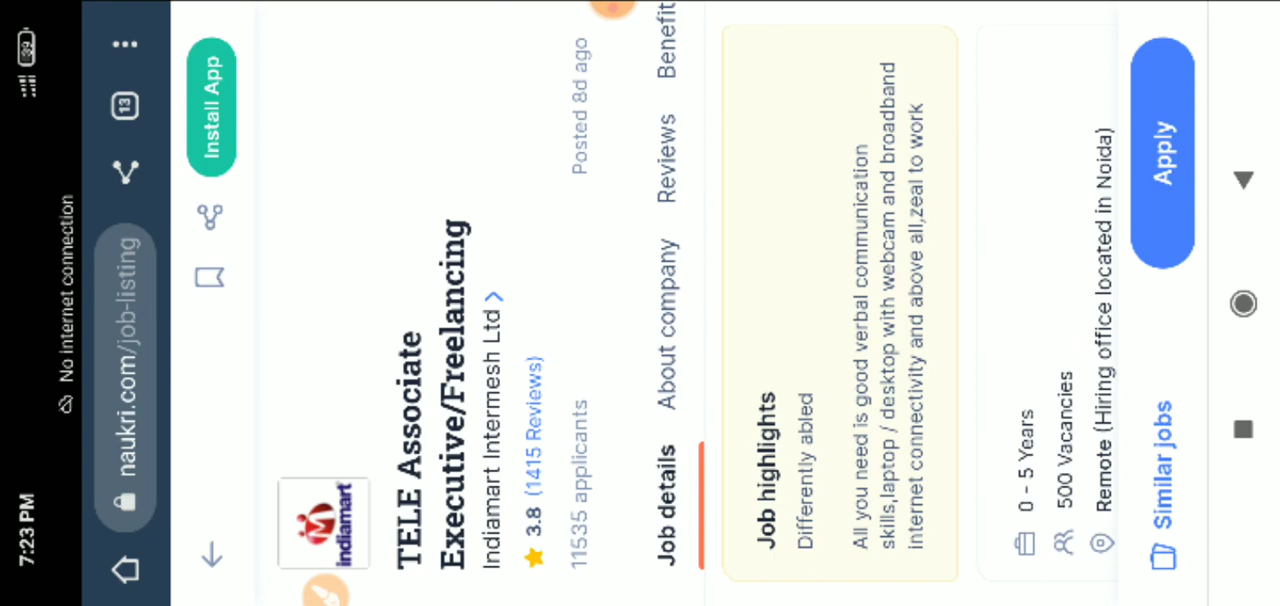 7:23 PM
39
No internet connection
naukri.com/job-listing
13
Install App
indiamart
TELE Associate
Executive/Freelancing
Indiamart Intermesh Ltd
3.8 (1415 Reviews)
11535 applicants Posted 8d ago
Job details About company Reviews Benefit
Job highlights
Differently abled
All you need is good verbal communication
skills,laptop / desktop with webcam and broadband
internet connectivity and above all,zeal to work
0 - 5 Years
500 Vacancies
Remote (Hiring office located in Noida)
Similar jobs Apply